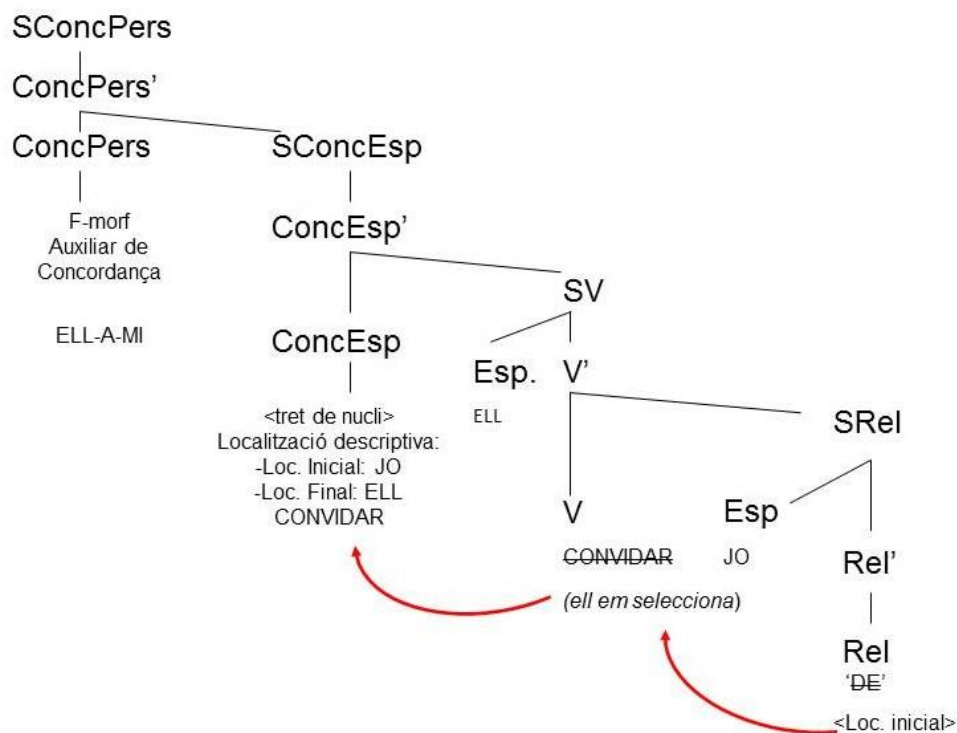 SConcPers
ConcPers’
ConcPers
SConcEsp
F-morf
Auxiliar de
Concordança
ELL-A-MI
ConcEsp’
SV
ConcEsp
Esp.
V’
ELL
<tret de nucli>
Localització descriptiva:
-Loc. Inicial: JO
-Loc. Final: ELL
CONVIDAR
SRel
V
Esp
CONVIDAR
JO
Rel’
(ell em selecciona)
Rel
‘DE’
<Loc. inicial>